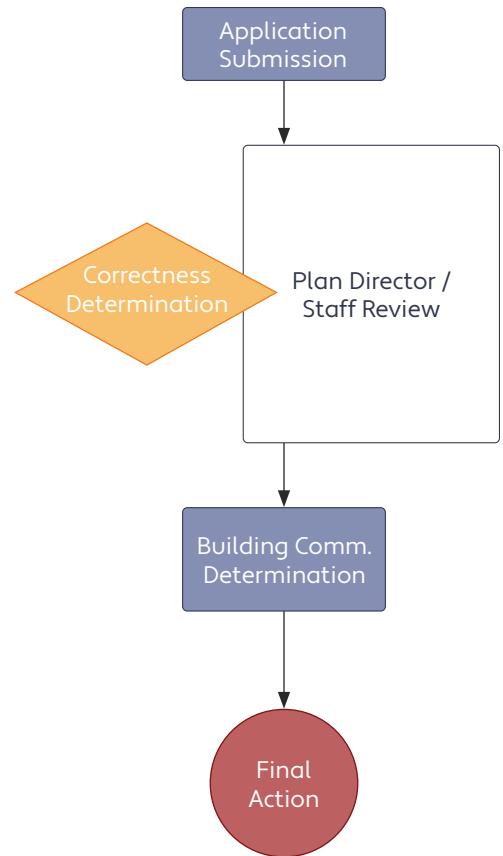 Application
Submission
Correctness
Determination
Plan Director /
Staff Review
Building Comm.
Determination
Final
Action